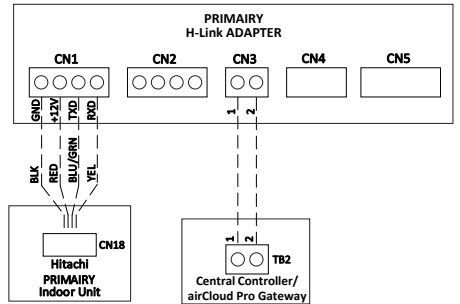 PRIMAIRY
H-Link ADAPTER
CN1
CN2
CN3
CN4
CN5
GND
+12V
TXD
RXD
1
2
BLK
RED
BLU/GRN
YEL
CN18
Hitachi
PRIMAIRY
Indoor Unit
1
2
TB2
Central Controller/
airCloud Pro Gateway